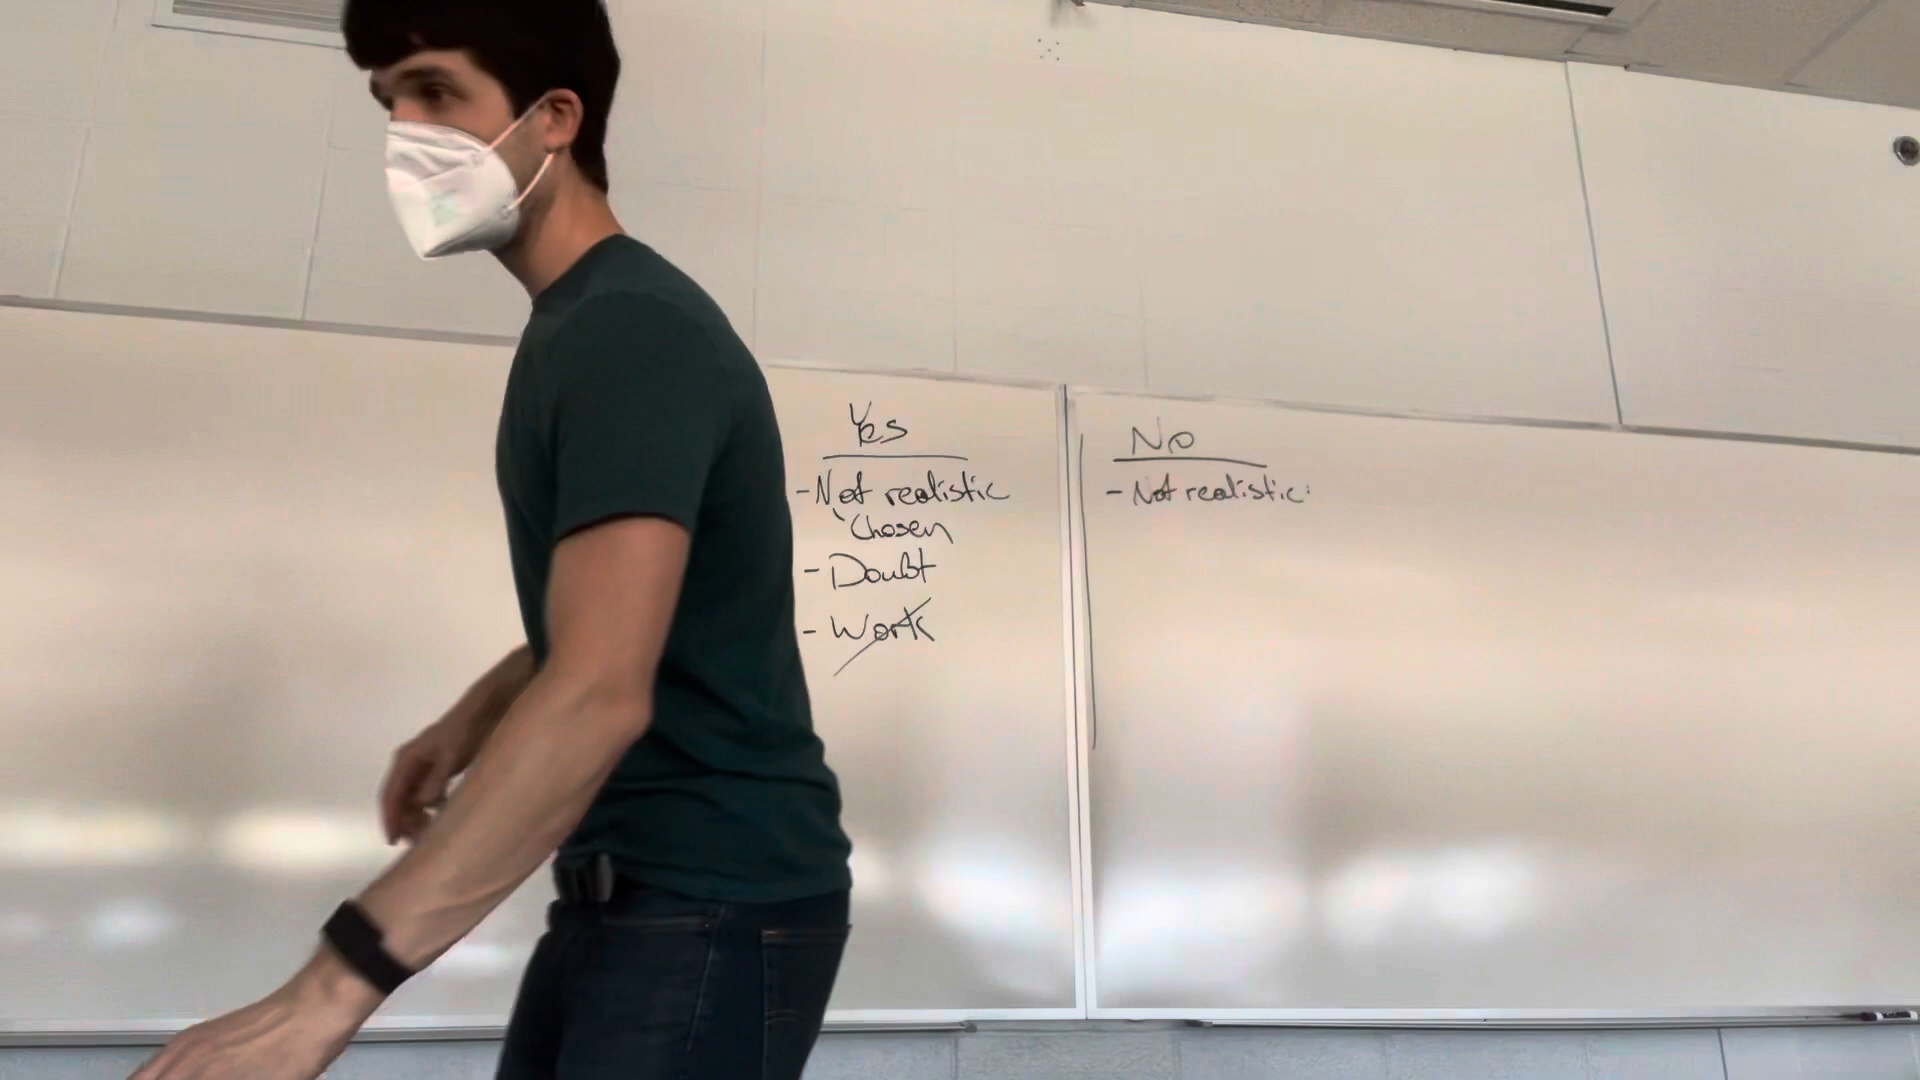 Yes
- Not realistic
Chosen
- Doubt
- Work
No
- Not realistic